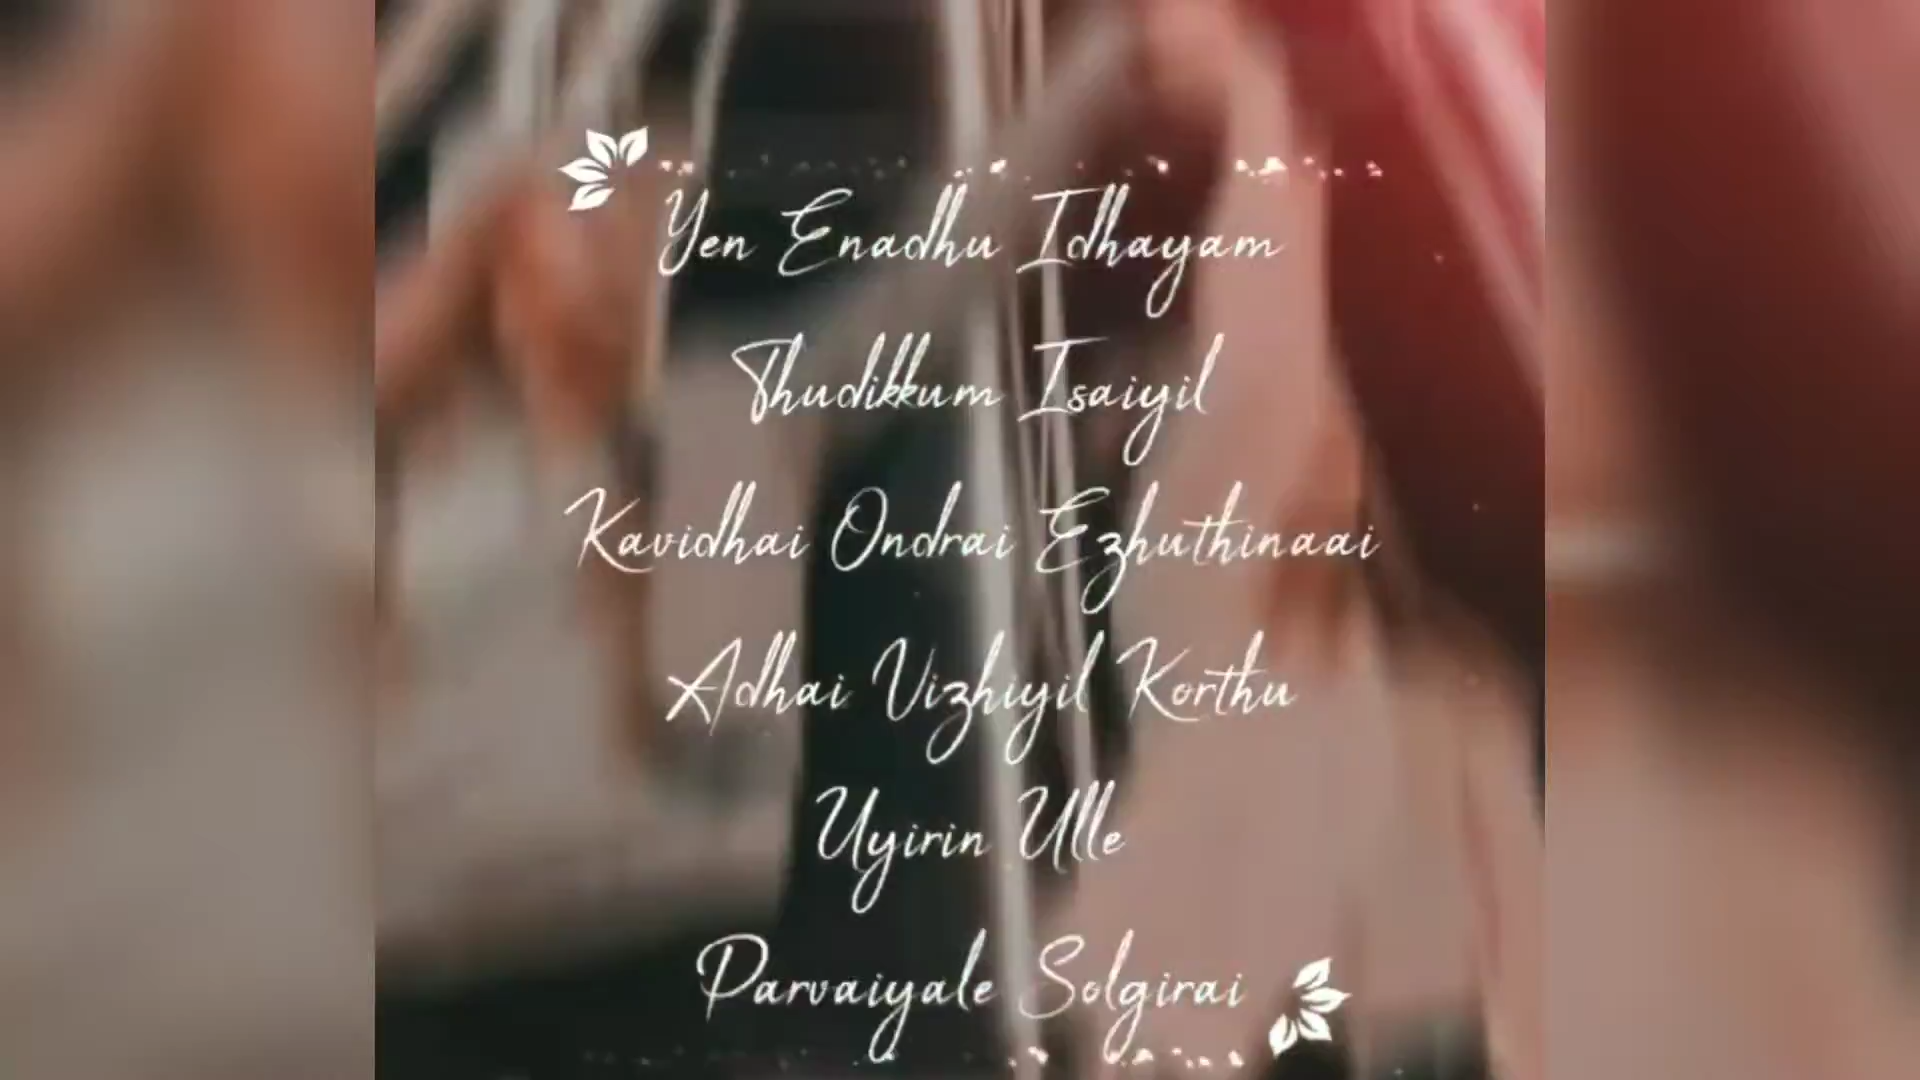 Yen Enadhu Idhayam
Thudikkum Isaiyil
Kavidhai Ondrai Ezhuthinaai
Adhai Vizhiyil Korthu
Uyirin Ulle
Parvaiyale Solgirai